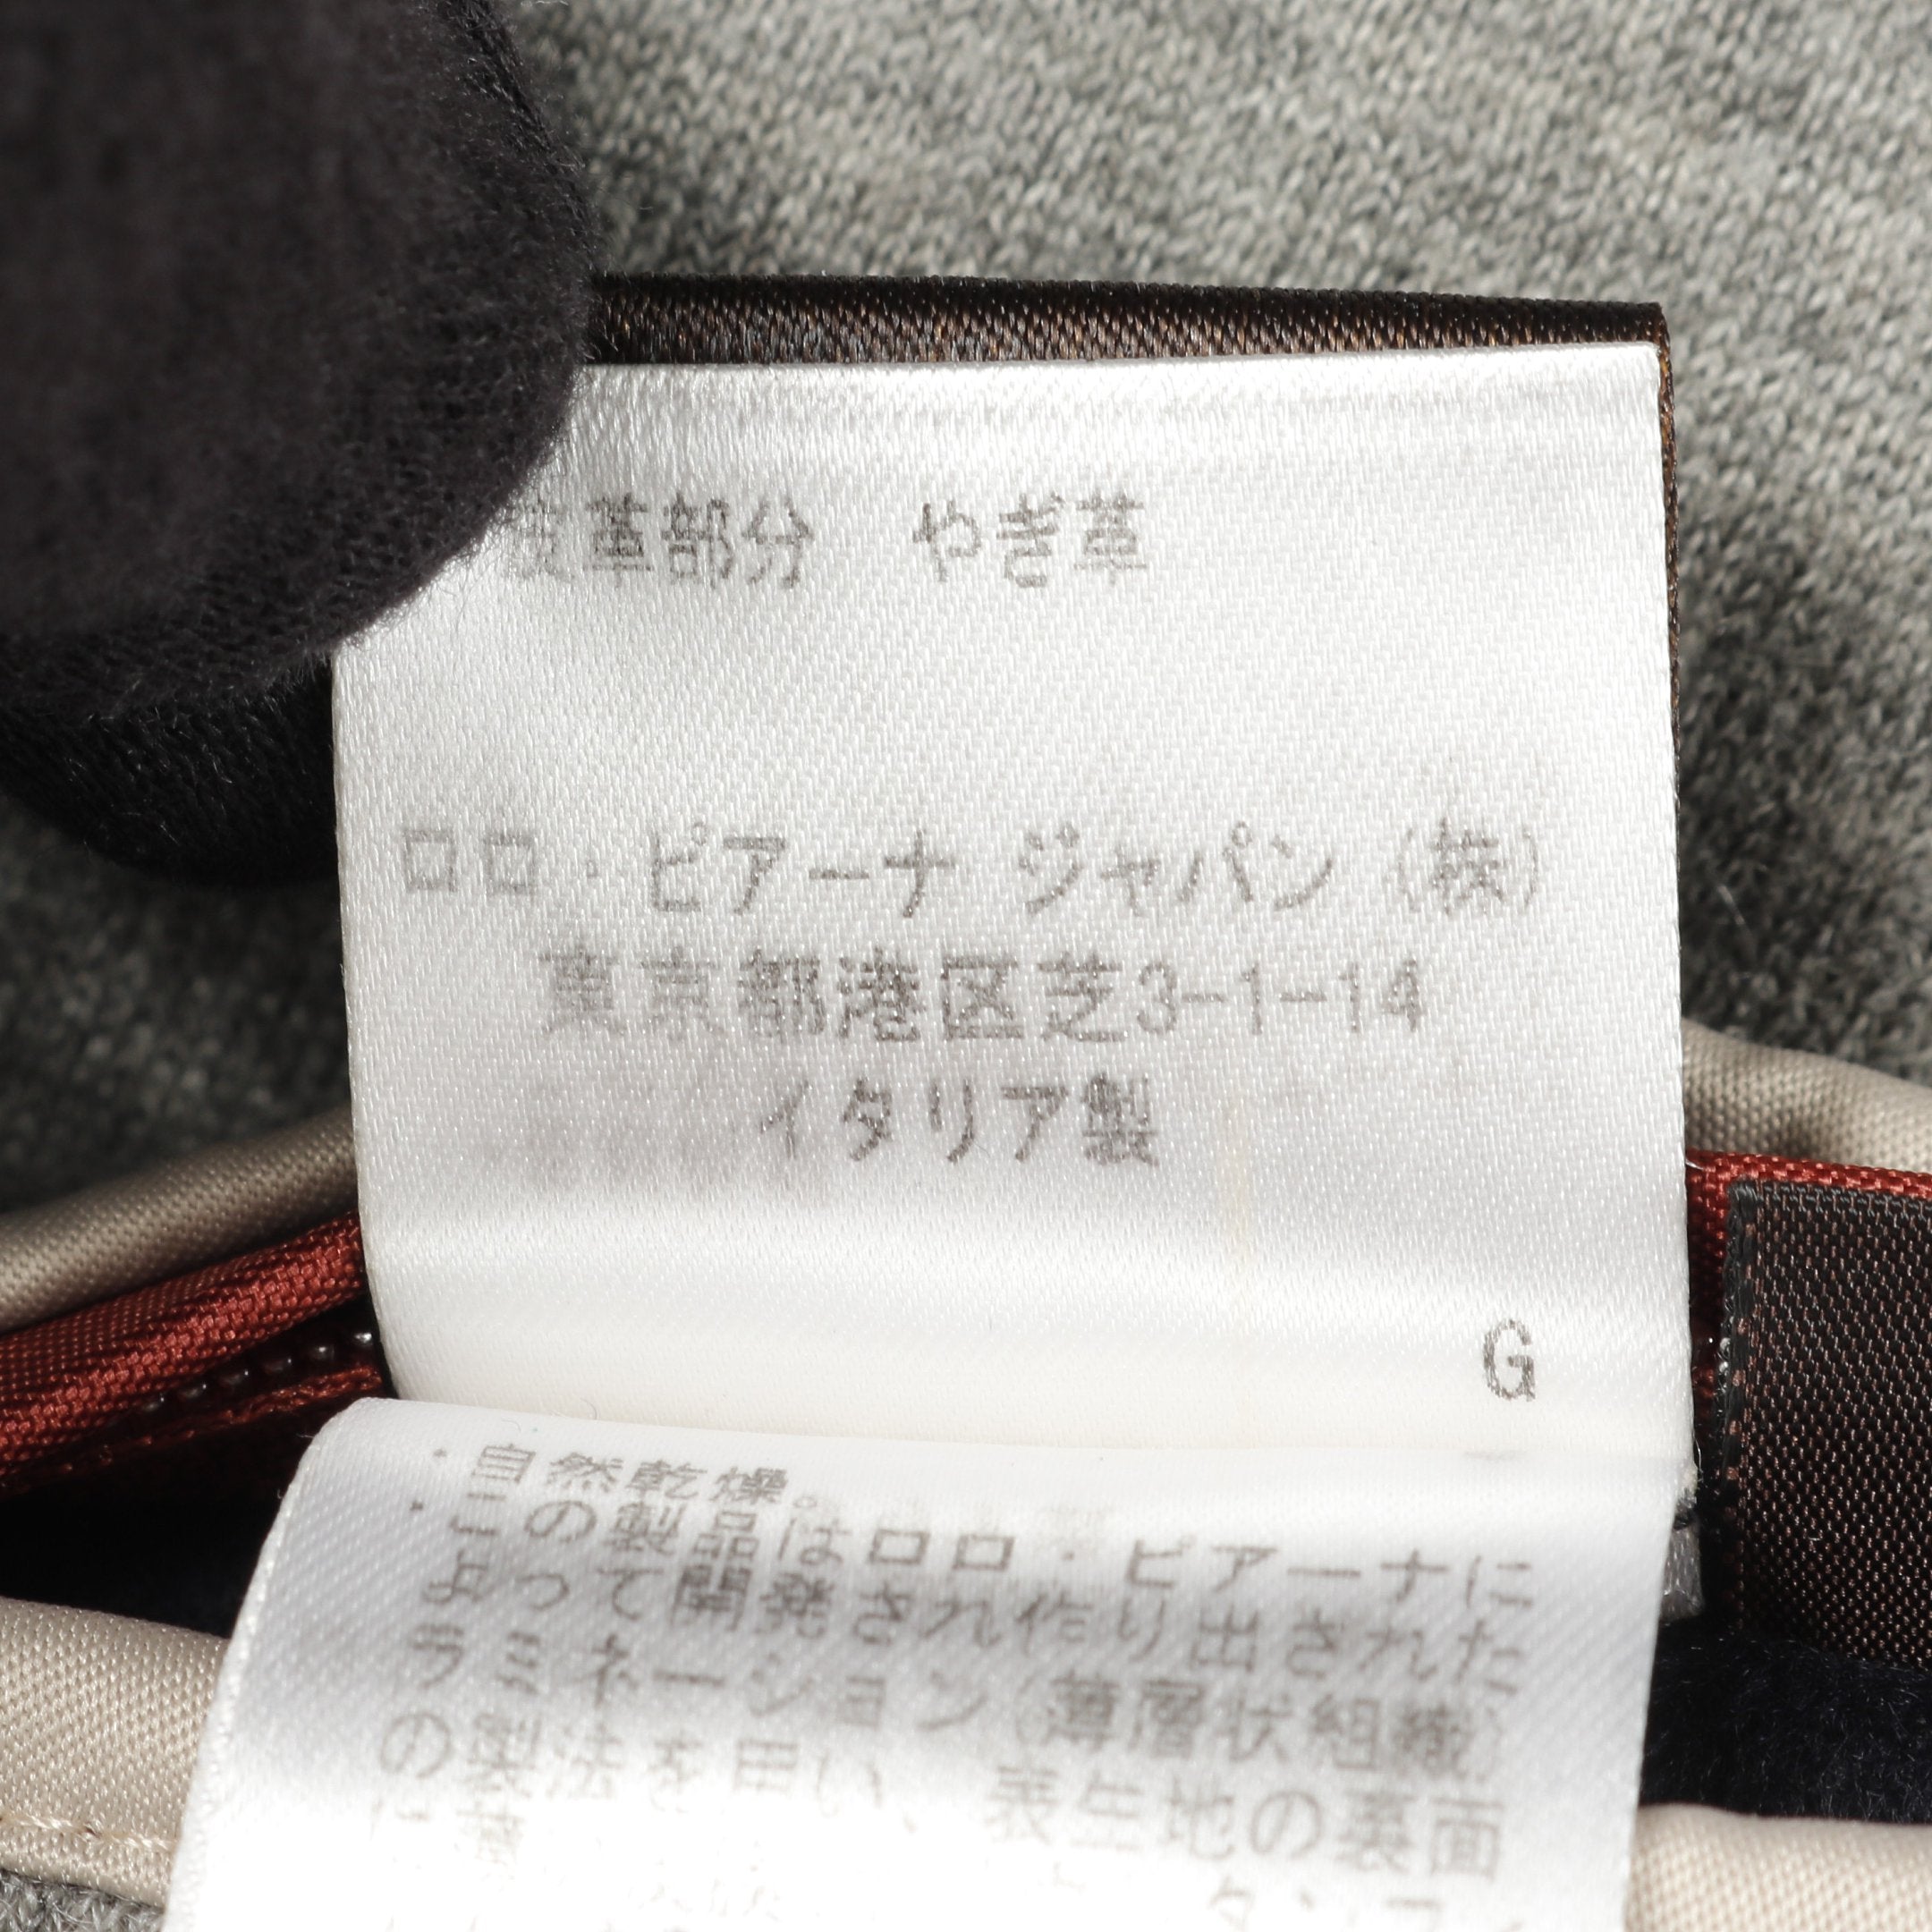 皮革部分　やぎ革
ロロ・ピアーナ ジャパン (株)
東京都港区芝3-1-14
イタリア製
G
・自然乾燥。
・この製品はロロ・ピアーナに
よって開発され作り出された
ラミネーション(薄層状組織)
の製法を用い、表生地の裏面